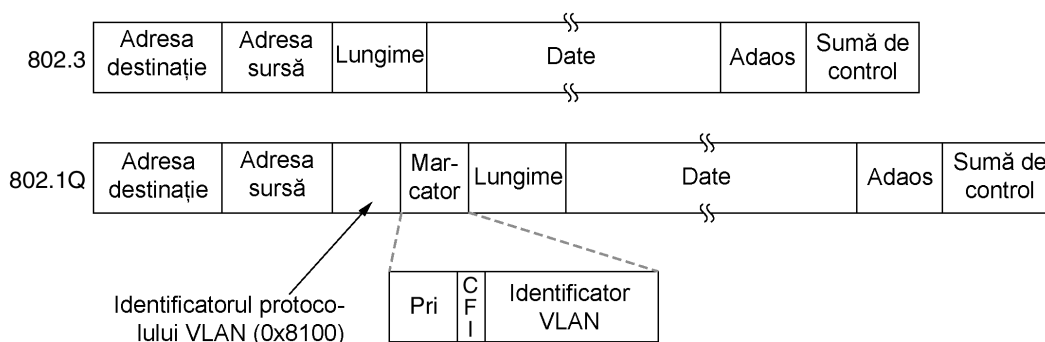 802.3
Adresa
destinație
Adresa
sursă
Lungime
Date
Adaos
Sumă de
control
802.1Q
Adresa
destinație
Adresa
sursă
Mar-
cator
Lungime
Date
Adaos
Sumă de
control
Identificatorul protoco-
lului VLAN (0x8100)
Pri
C
F
I
Identificator
VLAN